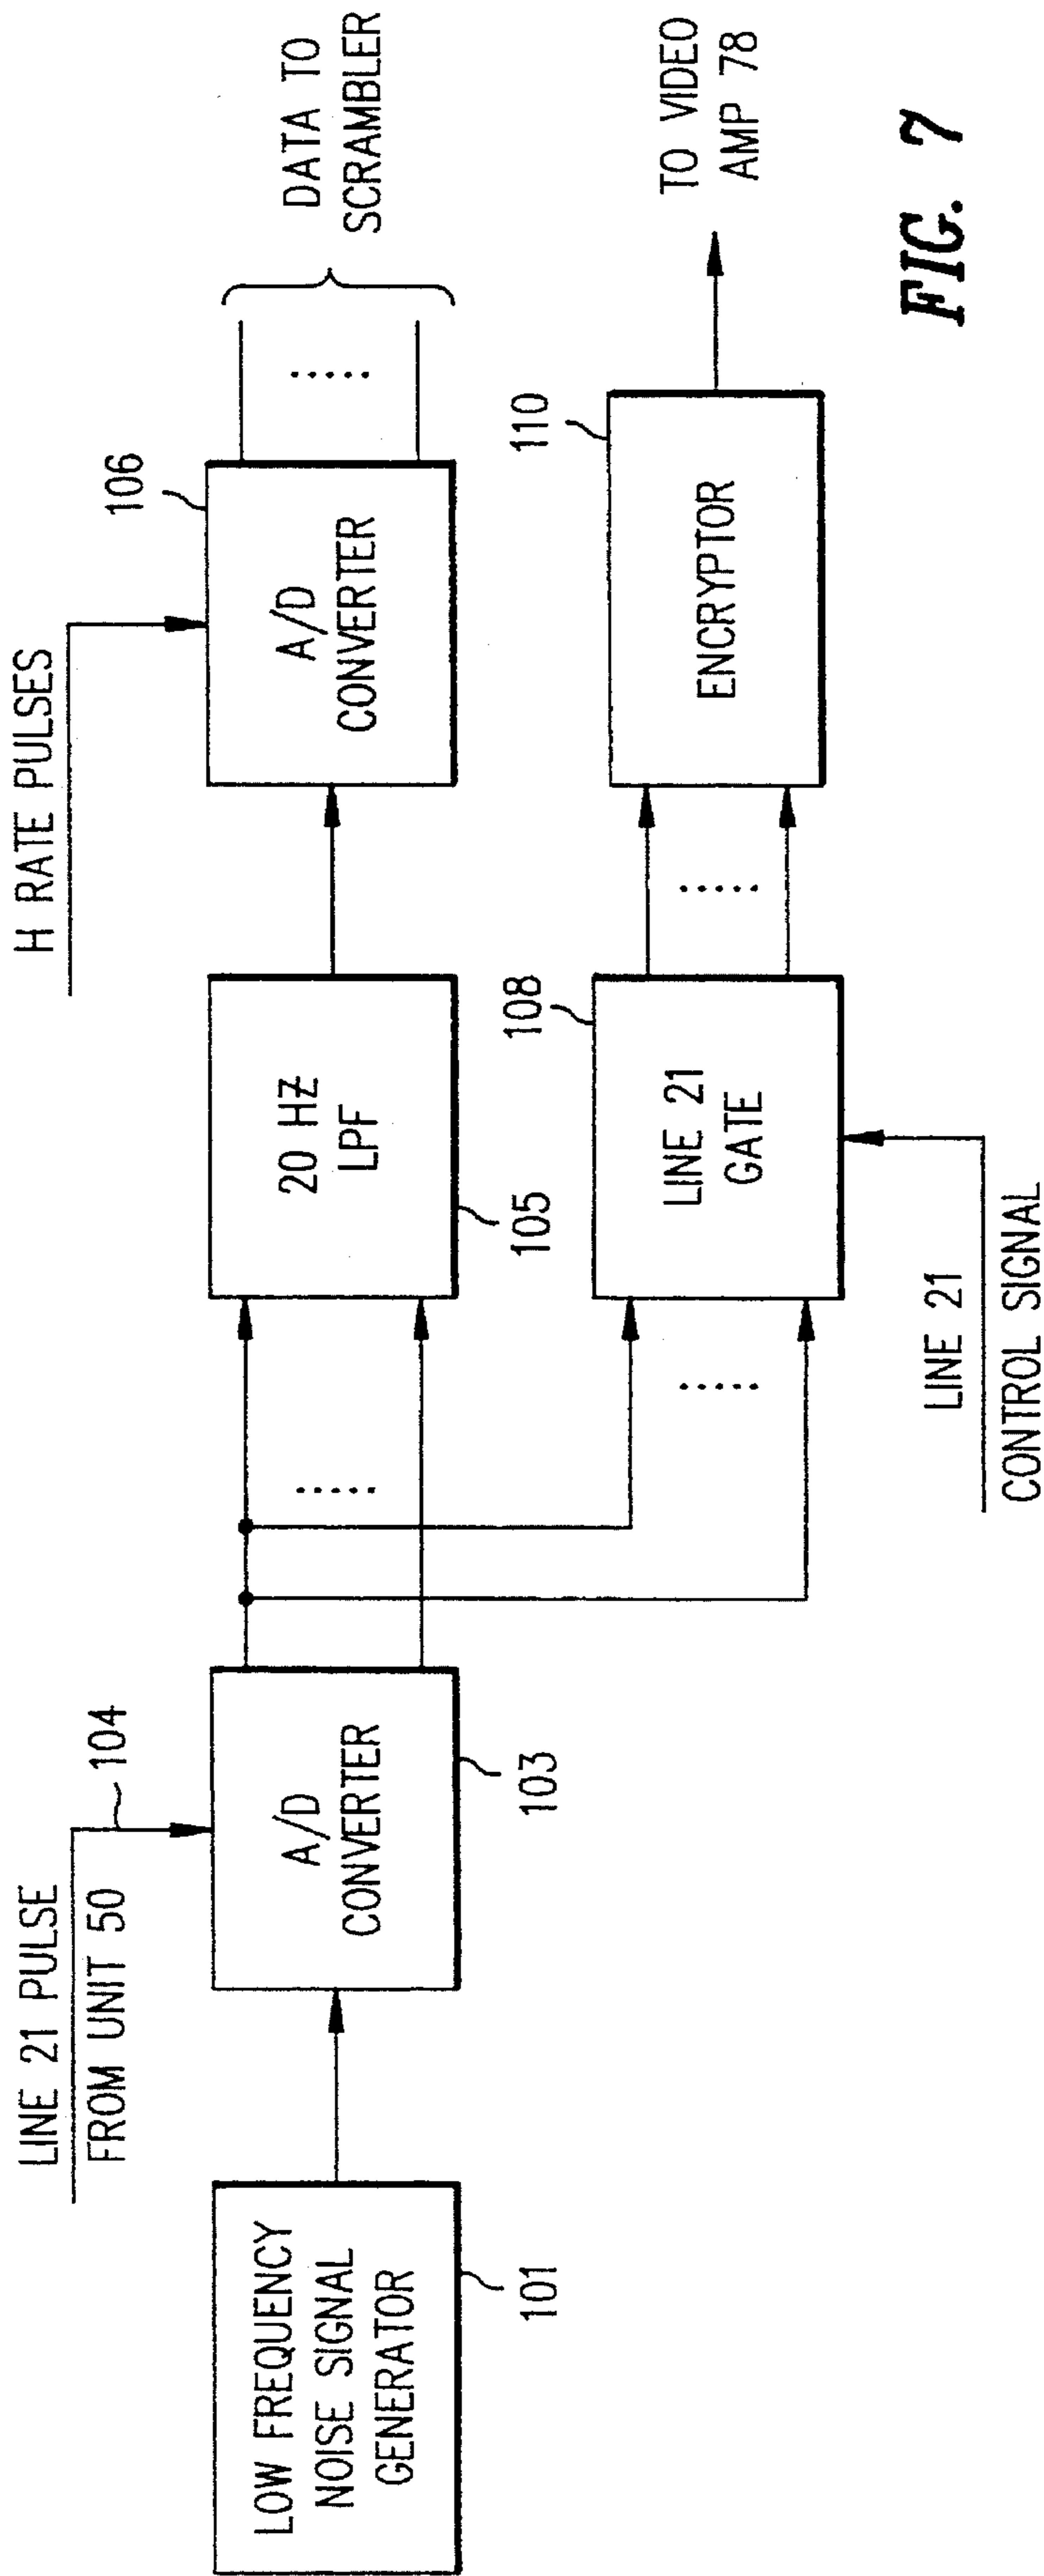 LINE 21 PULSE
FROM UNIT 50
104
H RATE PULSES
LOW FREQUENCY
NOISE SIGNAL
GENERATOR
101
A/D
CONVERTER
103
20 HZ
LPF
105
A/D
CONVERTER
106
DATA TO
SCRAMBLER
LINE 21
GATE
108
ENCRYPTOR
110
TO VIDEO
AMP 78
LINE 21
CONTROL SIGNAL
FIG. 7